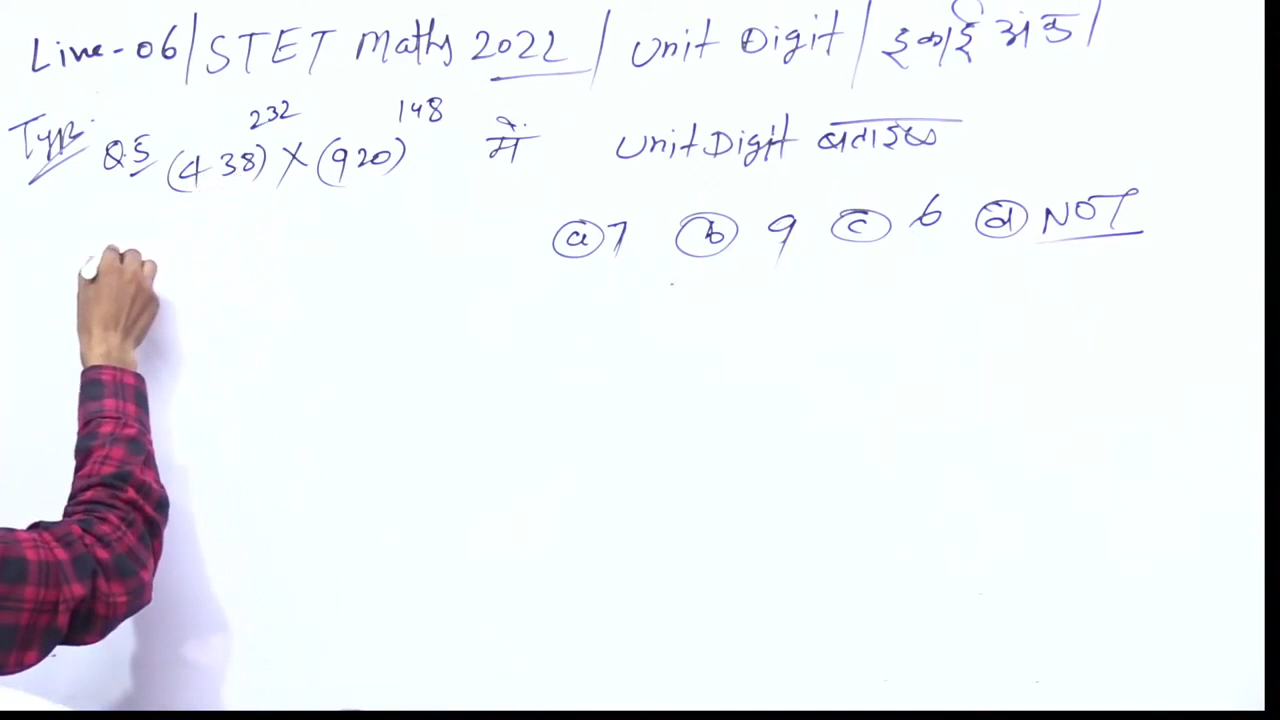 Live-06/STET Maths 2022/Unit Digit/इकाई अंक/
Type Q.5 (438)²³² × (920)¹⁴⁸ में Unit Digit बताइए
(a) 7 (b) 9 (c) 6 (d) NOT